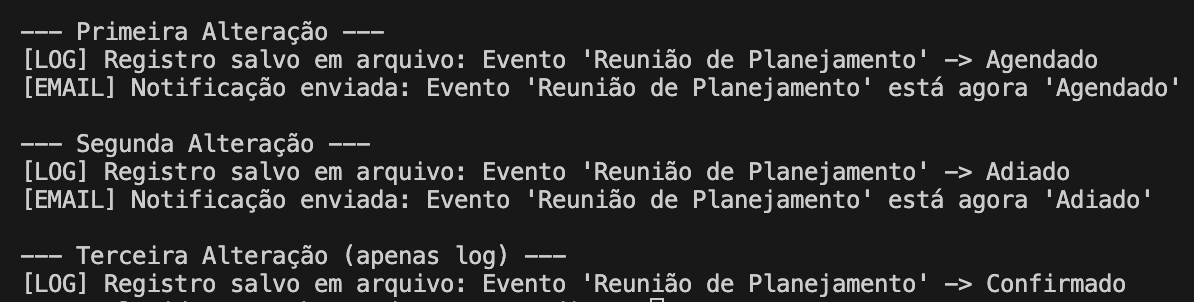 --- Primeira Alteração ---
[LOG] Registro salvo em arquivo: Evento 'Reunião de Planejamento' -> Agendado
[EMAIL] Notificação enviada: Evento 'Reunião de Planejamento' está agora 'Agendado'
--- Segunda Alteração ---
[LOG] Registro salvo em arquivo: Evento 'Reunião de Planejamento' -> Adiado
[EMAIL] Notificação enviada: Evento 'Reunião de Planejamento' está agora 'Adiado'
--- Terceira Alteração (apenas log) ---
[LOG] Registro salvo em arquivo: Evento 'Reunião de Planejamento' -> Confirmado